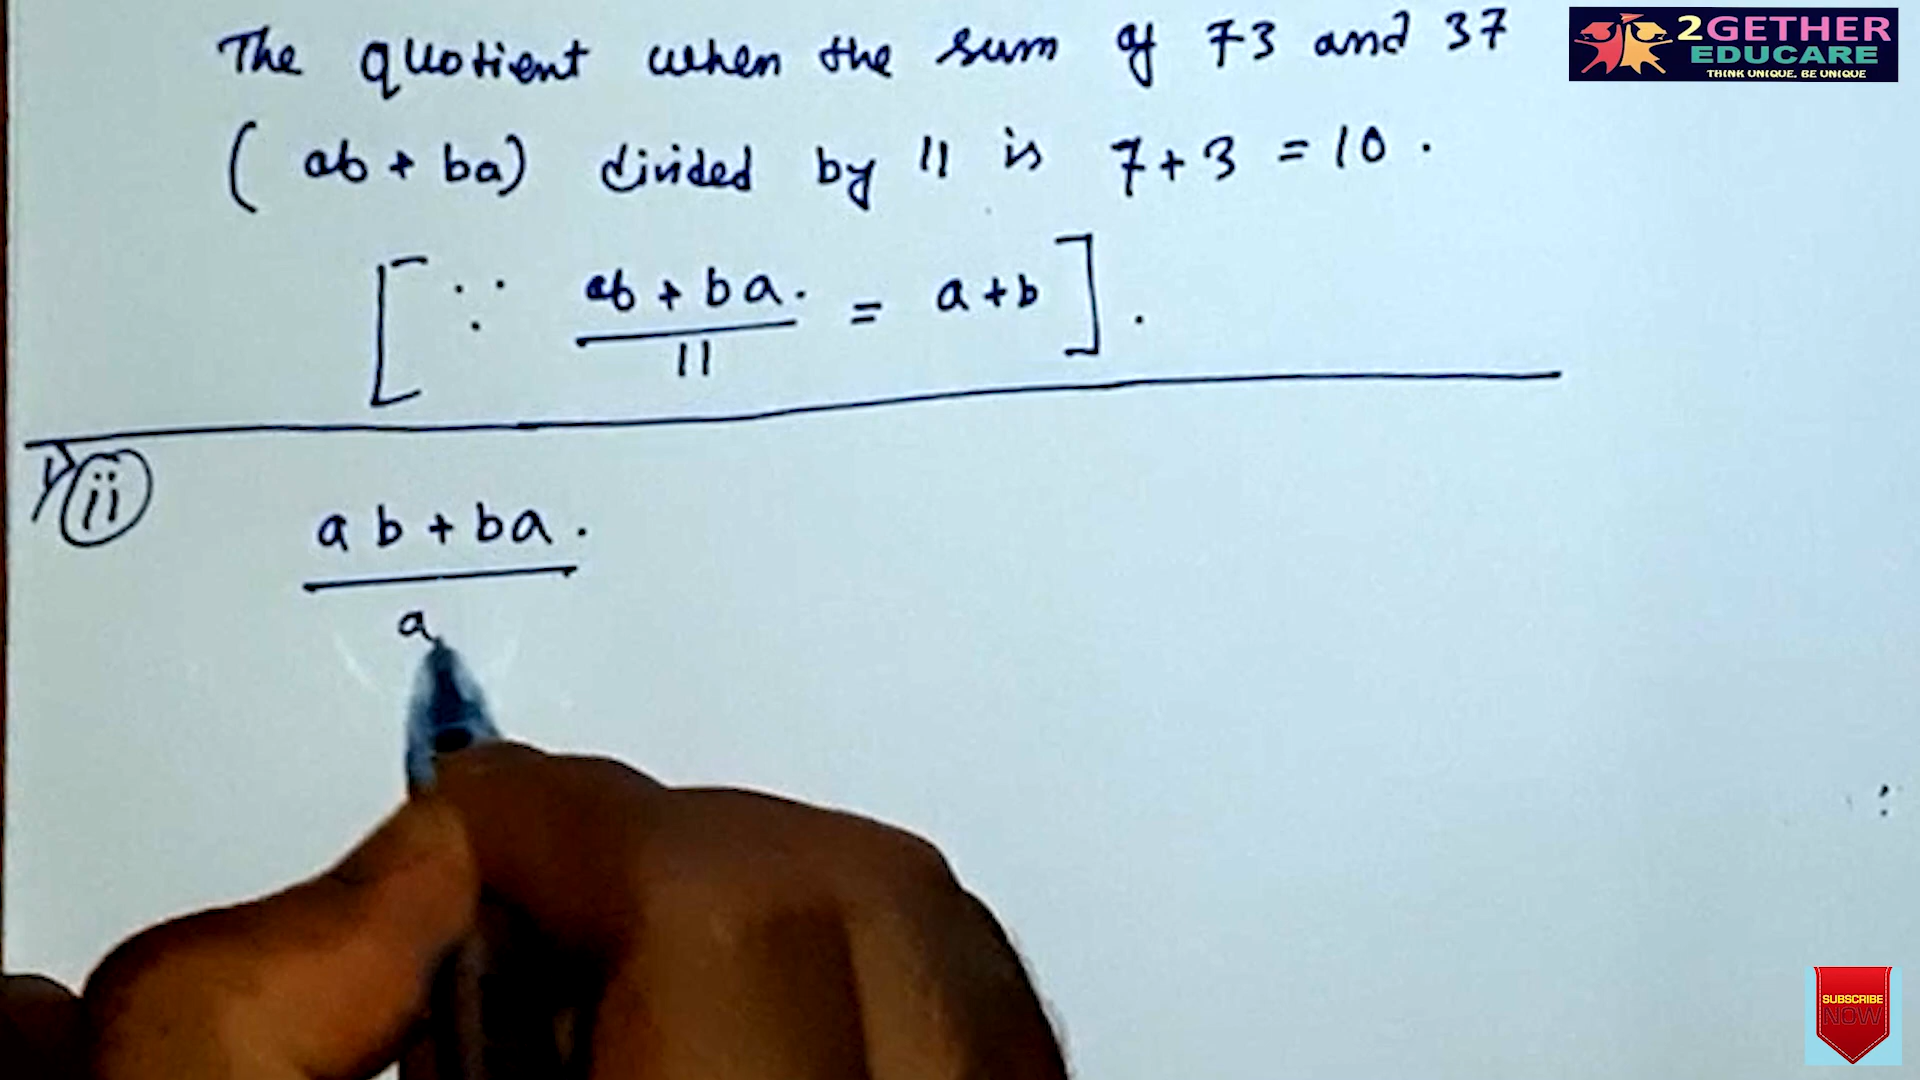 The quotient when the sum of 73 and 37
(ab + ba) divided by 11 is 7+3 = 10.
[∵ ab + ba. / 11 = a+b].
ii
ab + ba.
a
2GETHER
EDUCARE
THINK UNIQUE. BE UNIQUE
SUBSCRIBE
NOW